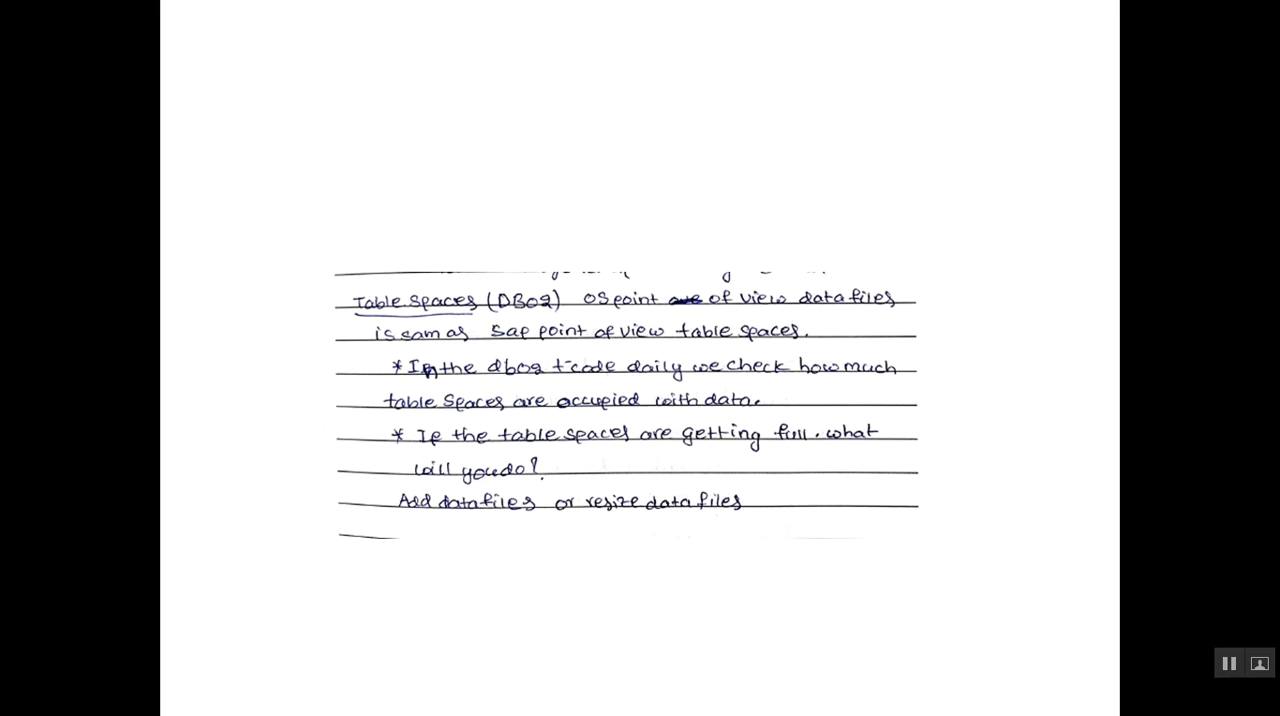 Table Spaces (DB02) OS point of view data files
is sam as Sap point of view table spaces.
* In the db02 t-code daily we check how much
table spaces are occupied with data.
* If the table spaces are getting full. what
will you do?
Add data files or resize data files